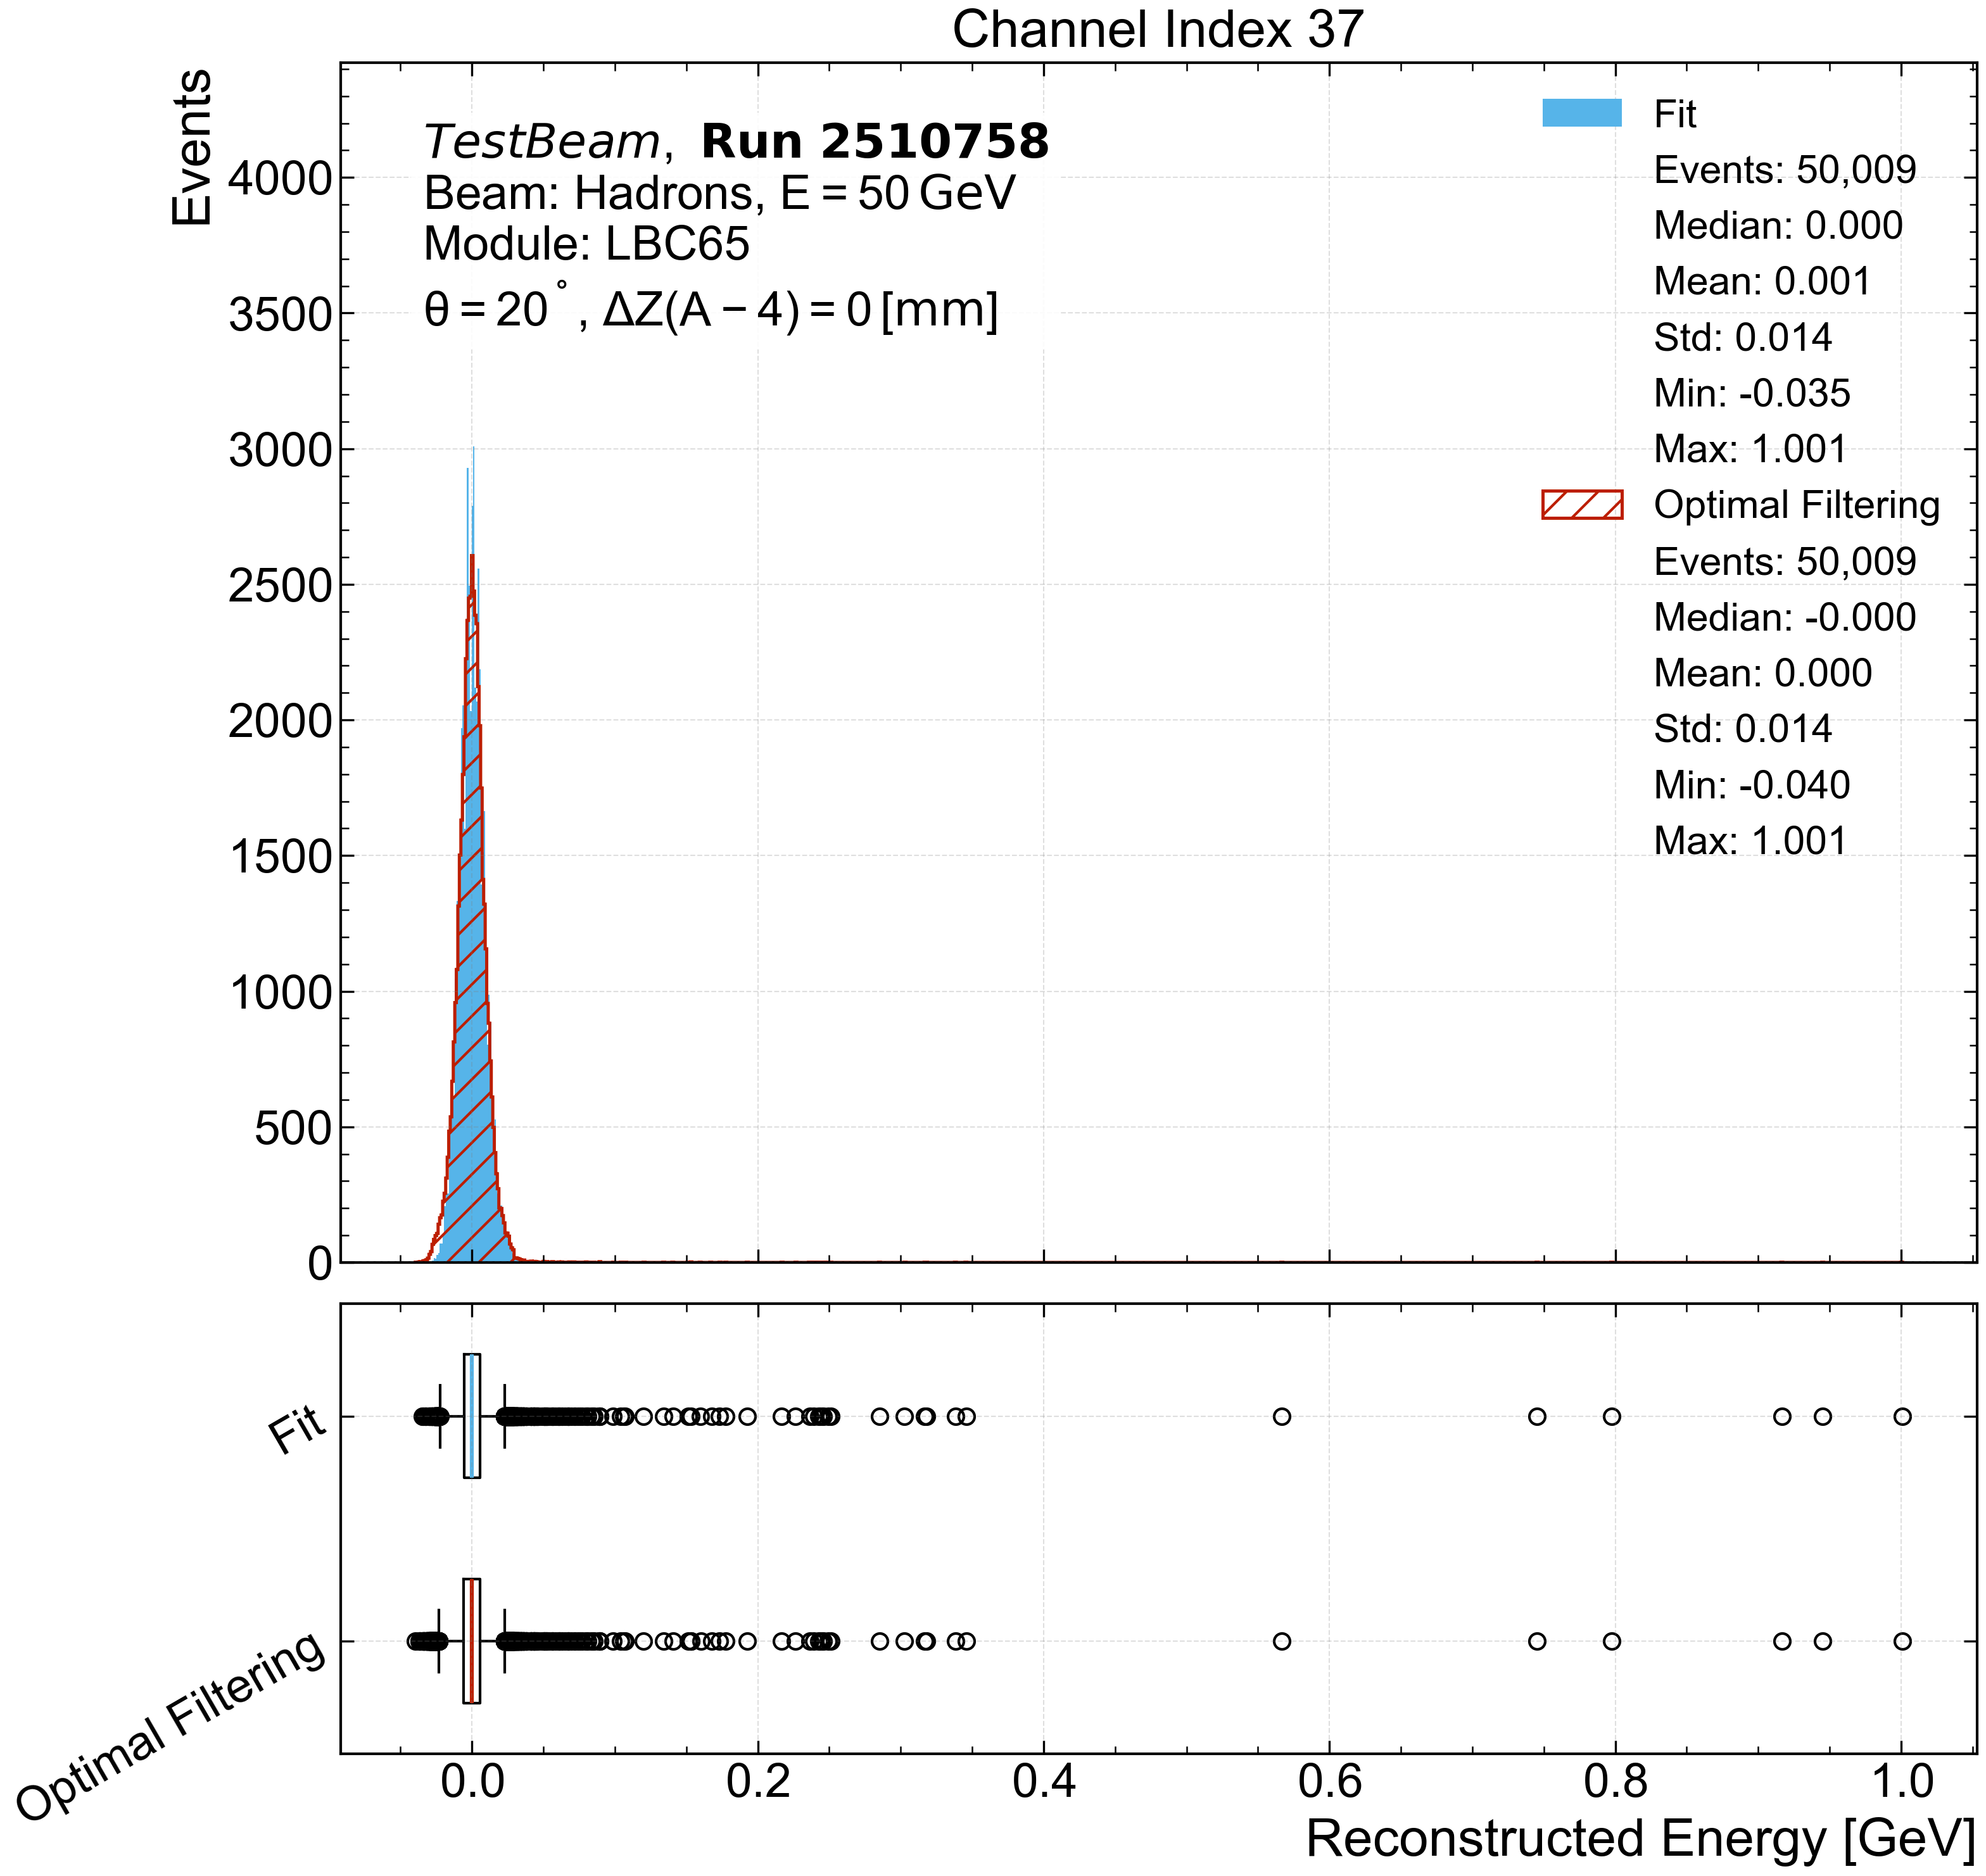 Channel Index 37
Events
4000
3500
3000
2500
2000
1500
1000
500
0
TestBeam, Run 2510758
Beam: Hadrons, E = 50 GeV
Module: LBC65
θ = 20°, ΔZ(A − 4) = 0 [mm]
Fit
Events: 50,009
Median: 0.000
Mean: 0.001
Std: 0.014
Min: -0.035
Max: 1.001
Optimal Filtering
Events: 50,009
Median: -0.000
Mean: 0.000
Std: 0.014
Min: -0.040
Max: 1.001
Fit
Optimal Filtering
0.0 0.2 0.4 0.6 0.8 1.0
Reconstructed Energy [GeV]